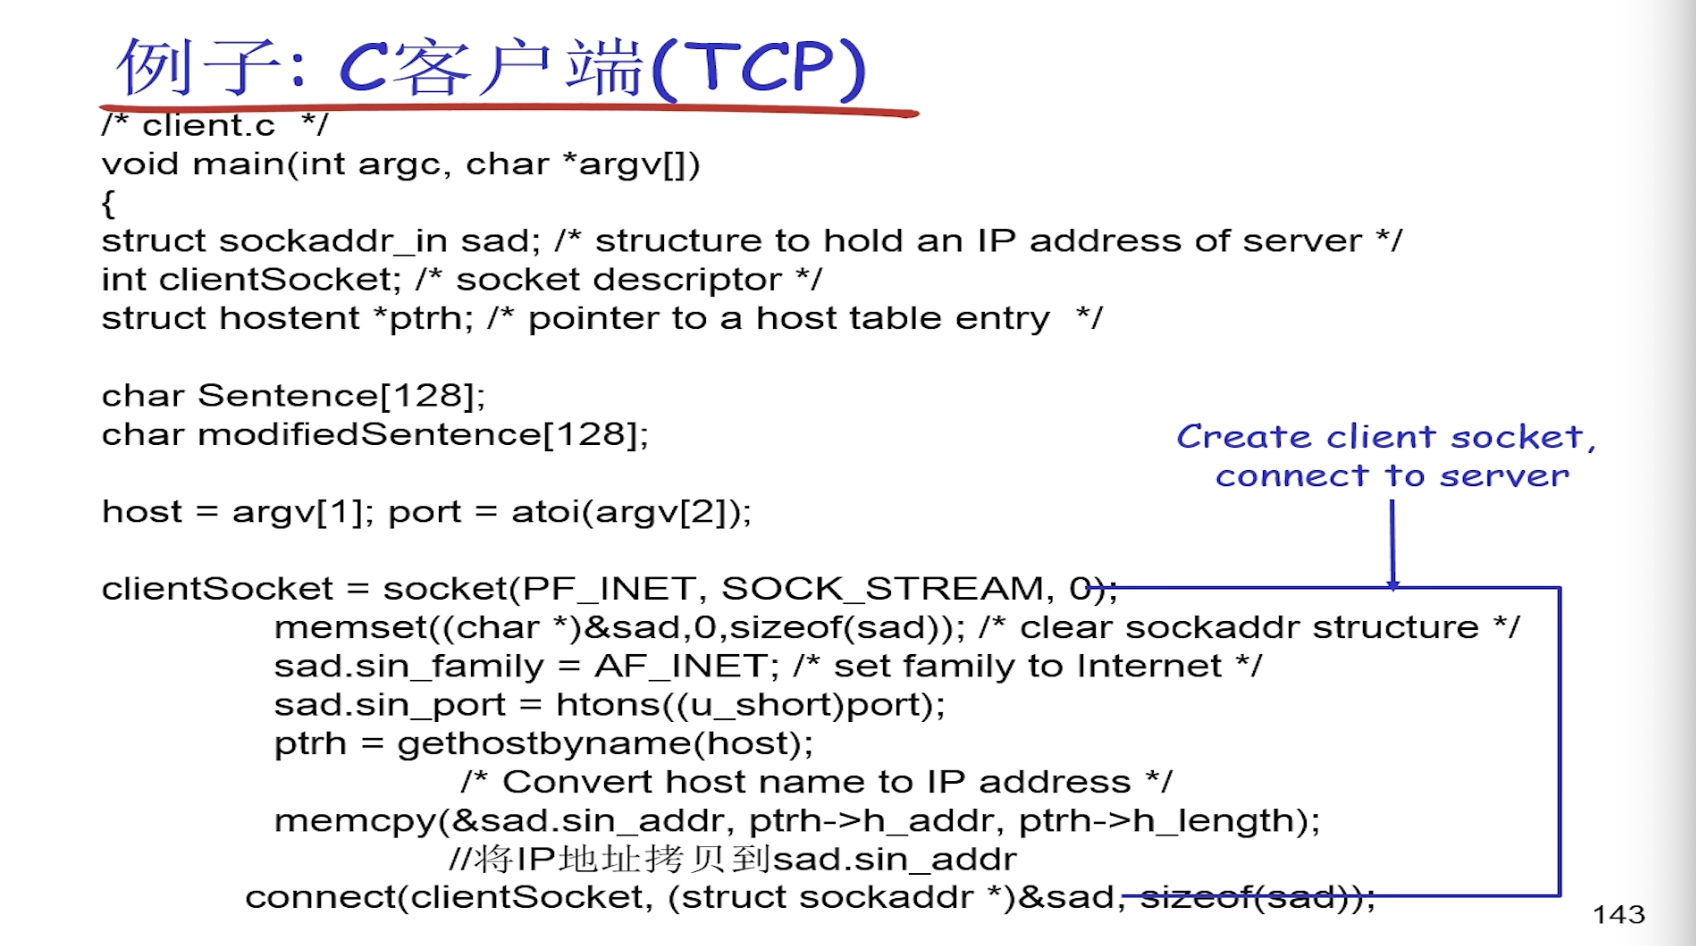 例子: C客户端(TCP)
/* client.c  */
void main(int argc, char *argv[])
{
struct sockaddr_in sad; /* structure to hold an IP address of server */
int clientSocket; /* socket descriptor */
struct hostent *ptrh; /* pointer to a host table entry  */
char Sentence[128];
char modifiedSentence[128];
host = argv[1]; port = atoi(argv[2]);
Create client socket,
connect to server
clientSocket = socket(PF_INET, SOCK_STREAM, 0);
memset((char *)&sad,0,sizeof(sad)); /* clear sockaddr structure */
sad.sin_family = AF_INET; /* set family to Internet */
sad.sin_port = htons((u_short)port);
ptrh = gethostbyname(host);
/* Convert host name to IP address */
memcpy(&sad.sin_addr, ptrh->h_addr, ptrh->h_length);
//将IP地址拷贝到sad.sin_addr
connect(clientSocket, (struct sockaddr *)&sad, sizeof(sad));
143